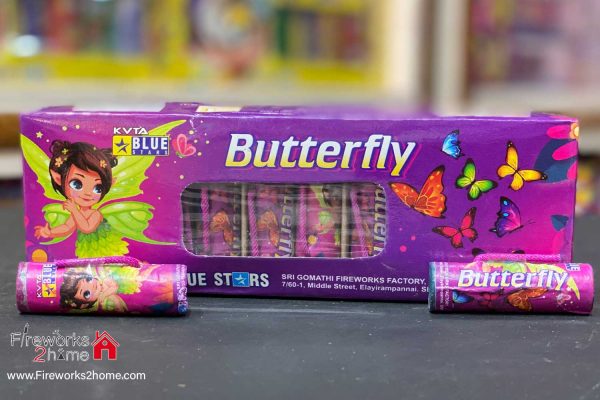 KVTA
BLUE
STARS
Butterfly
BLUE STARS
SRI GOMATHI FIREWORKS FACTORY,
7/60-1, Middle Street, Elayirampannai.
KVTA
BLUE
STARS
Butterfly
Fireworks
2home
www.Fireworks2home.com